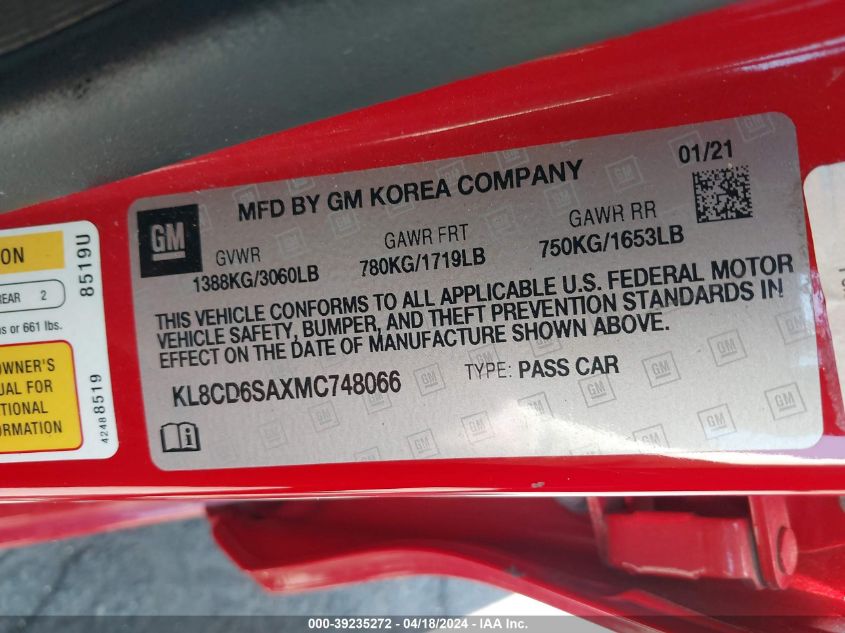 MFD BY GM KOREA COMPANY
01/21
GM
GVWR
1388KG/3060LB
GAWR FRT
780KG/1719LB
GAWR RR
750KG/1653LB
THIS VEHICLE CONFORMS TO ALL APPLICABLE U.S. FEDERAL MOTOR
VEHICLE SAFETY, BUMPER, AND THEFT PREVENTION STANDARDS IN
EFFECT ON THE DATE OF MANUFACTURE SHOWN ABOVE.
KL8CD6SAXMC748066
TYPE: PASS CAR
ON
REAR 2
or 661 lbs.
OWNER'S
UAL FOR
TIONAL
ORMATION
8519U
42488519
000-39235272 - 04/18/2024 - IAA Inc.